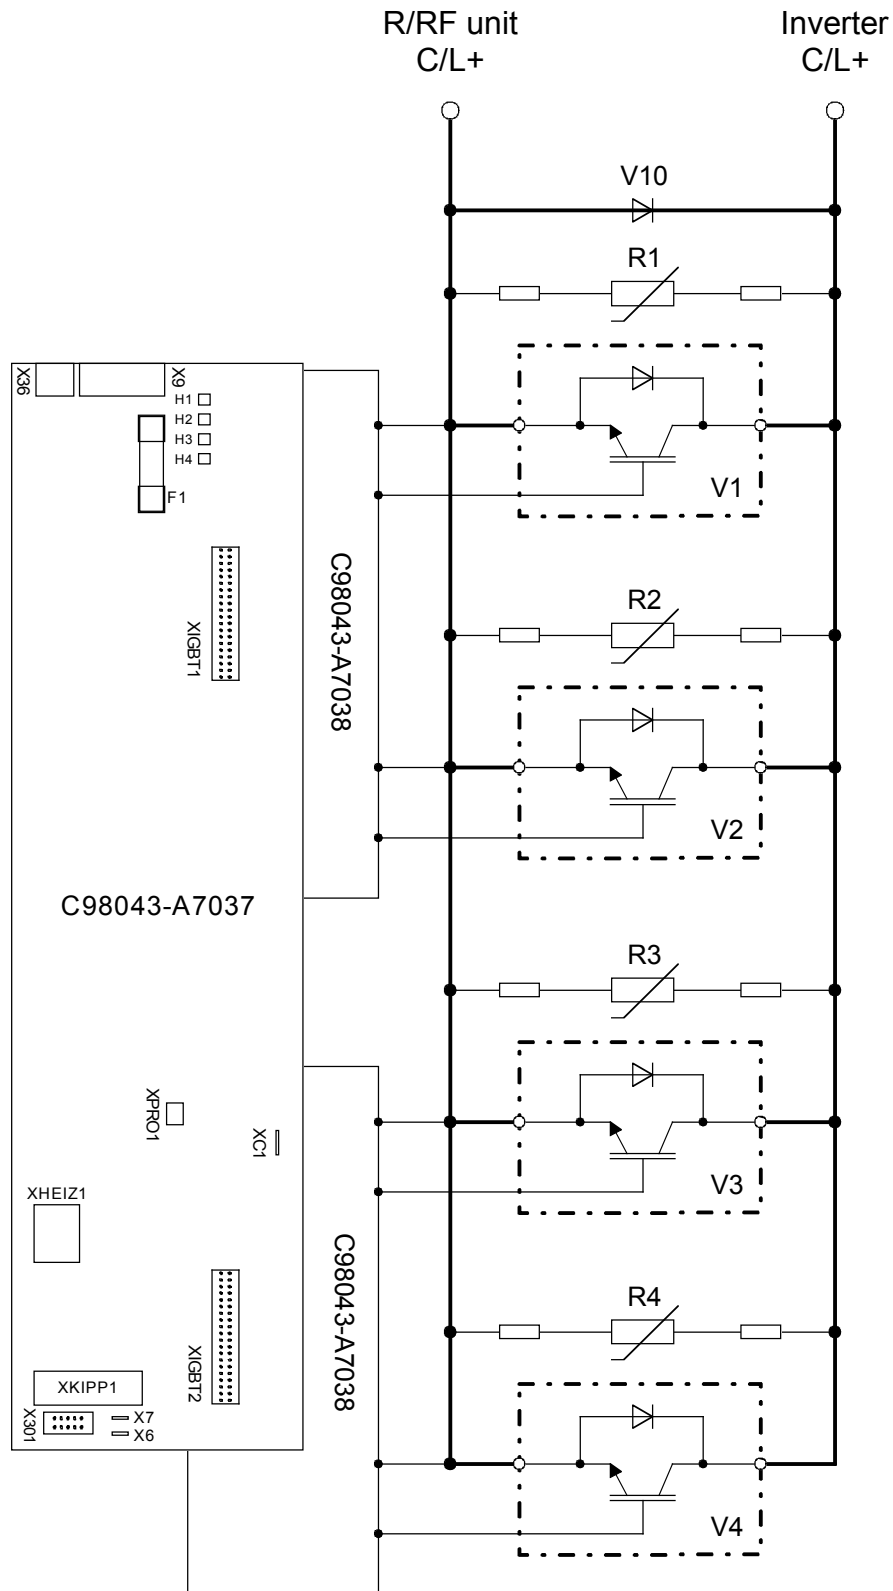 R/RF unit
C/L+
Inverter
C/L+
V10
R1
X36
X9
H1
H2
H3
H4
F1
V1
C98043-A7038
XIGBT1
R2
V2
C98043-A7037
R3
XPRO1
XC1
V3
XHEIZ1
C98043-A7038
XIGBT2
R4
XKIPP1
X301
X7
X6
V4